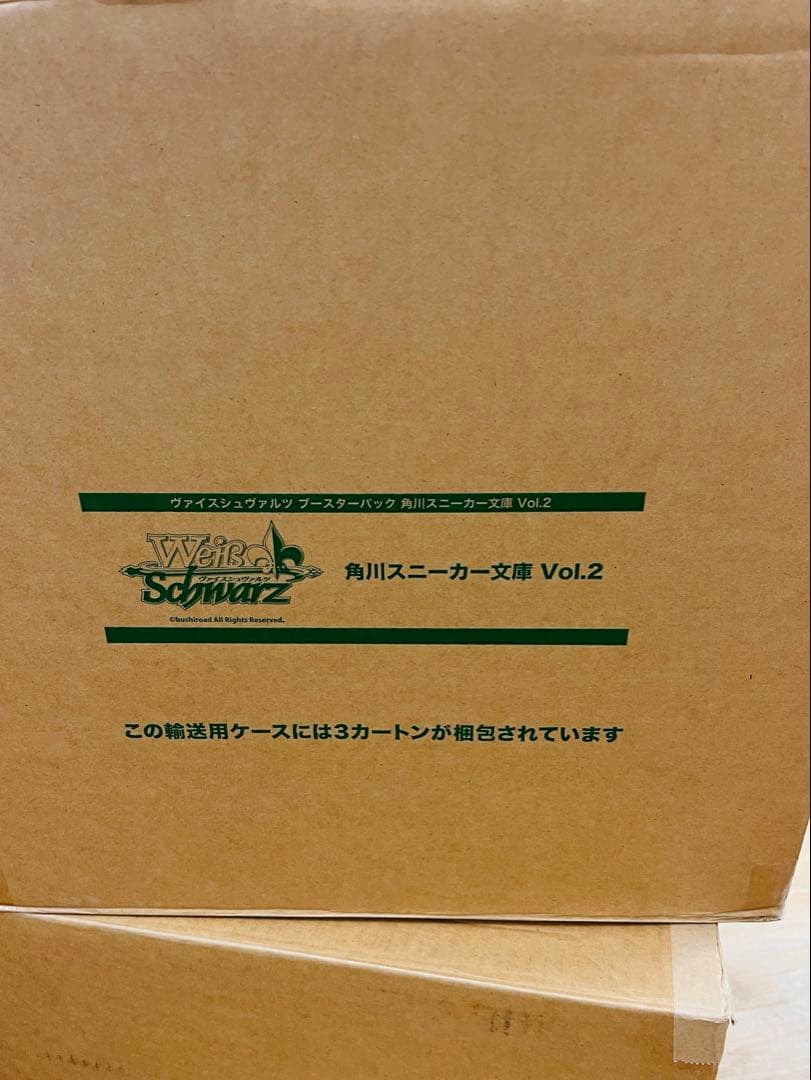 ヴァイスシュヴァルツ ブースターパック 角川スニーカー文庫 Vol.2
Weiß
ヴァイスシュヴァルツ
Schwarz
©bushiroad All Rights Reserved.
角川スニーカー文庫 Vol.2
この輸送用ケースには3カートンが梱包されています